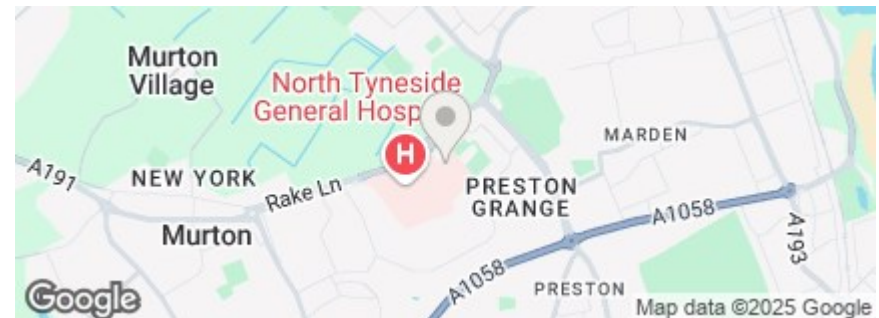 Murton
Village
North Tyneside
General Hosp
H
MARDEN
A191
NEW YORK
Rake Ln
PRESTON
GRANGE
Murton
A1058
A193
A1058
PRESTON
Google
Map data ©2025 Google